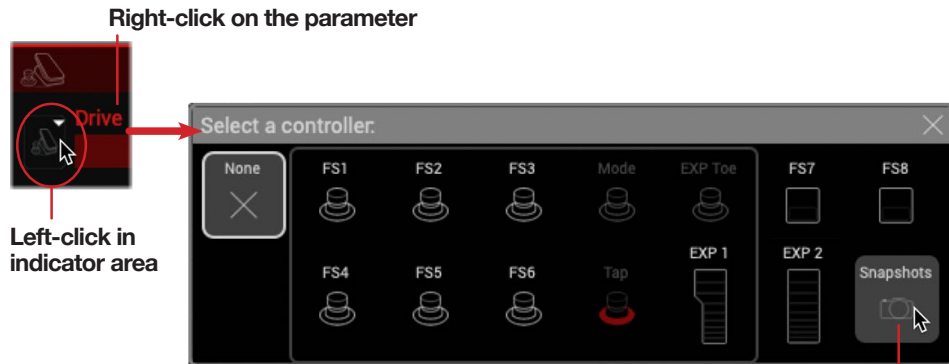 Right-click on the parameter
Drive
Left-click in
indicator area
Select a controller:
None
FS1
FS2
FS3
Mode
EXP Toe
FS7
FS8
FS4
FS5
FS6
Tap
EXP 1
EXP 2
Snapshots